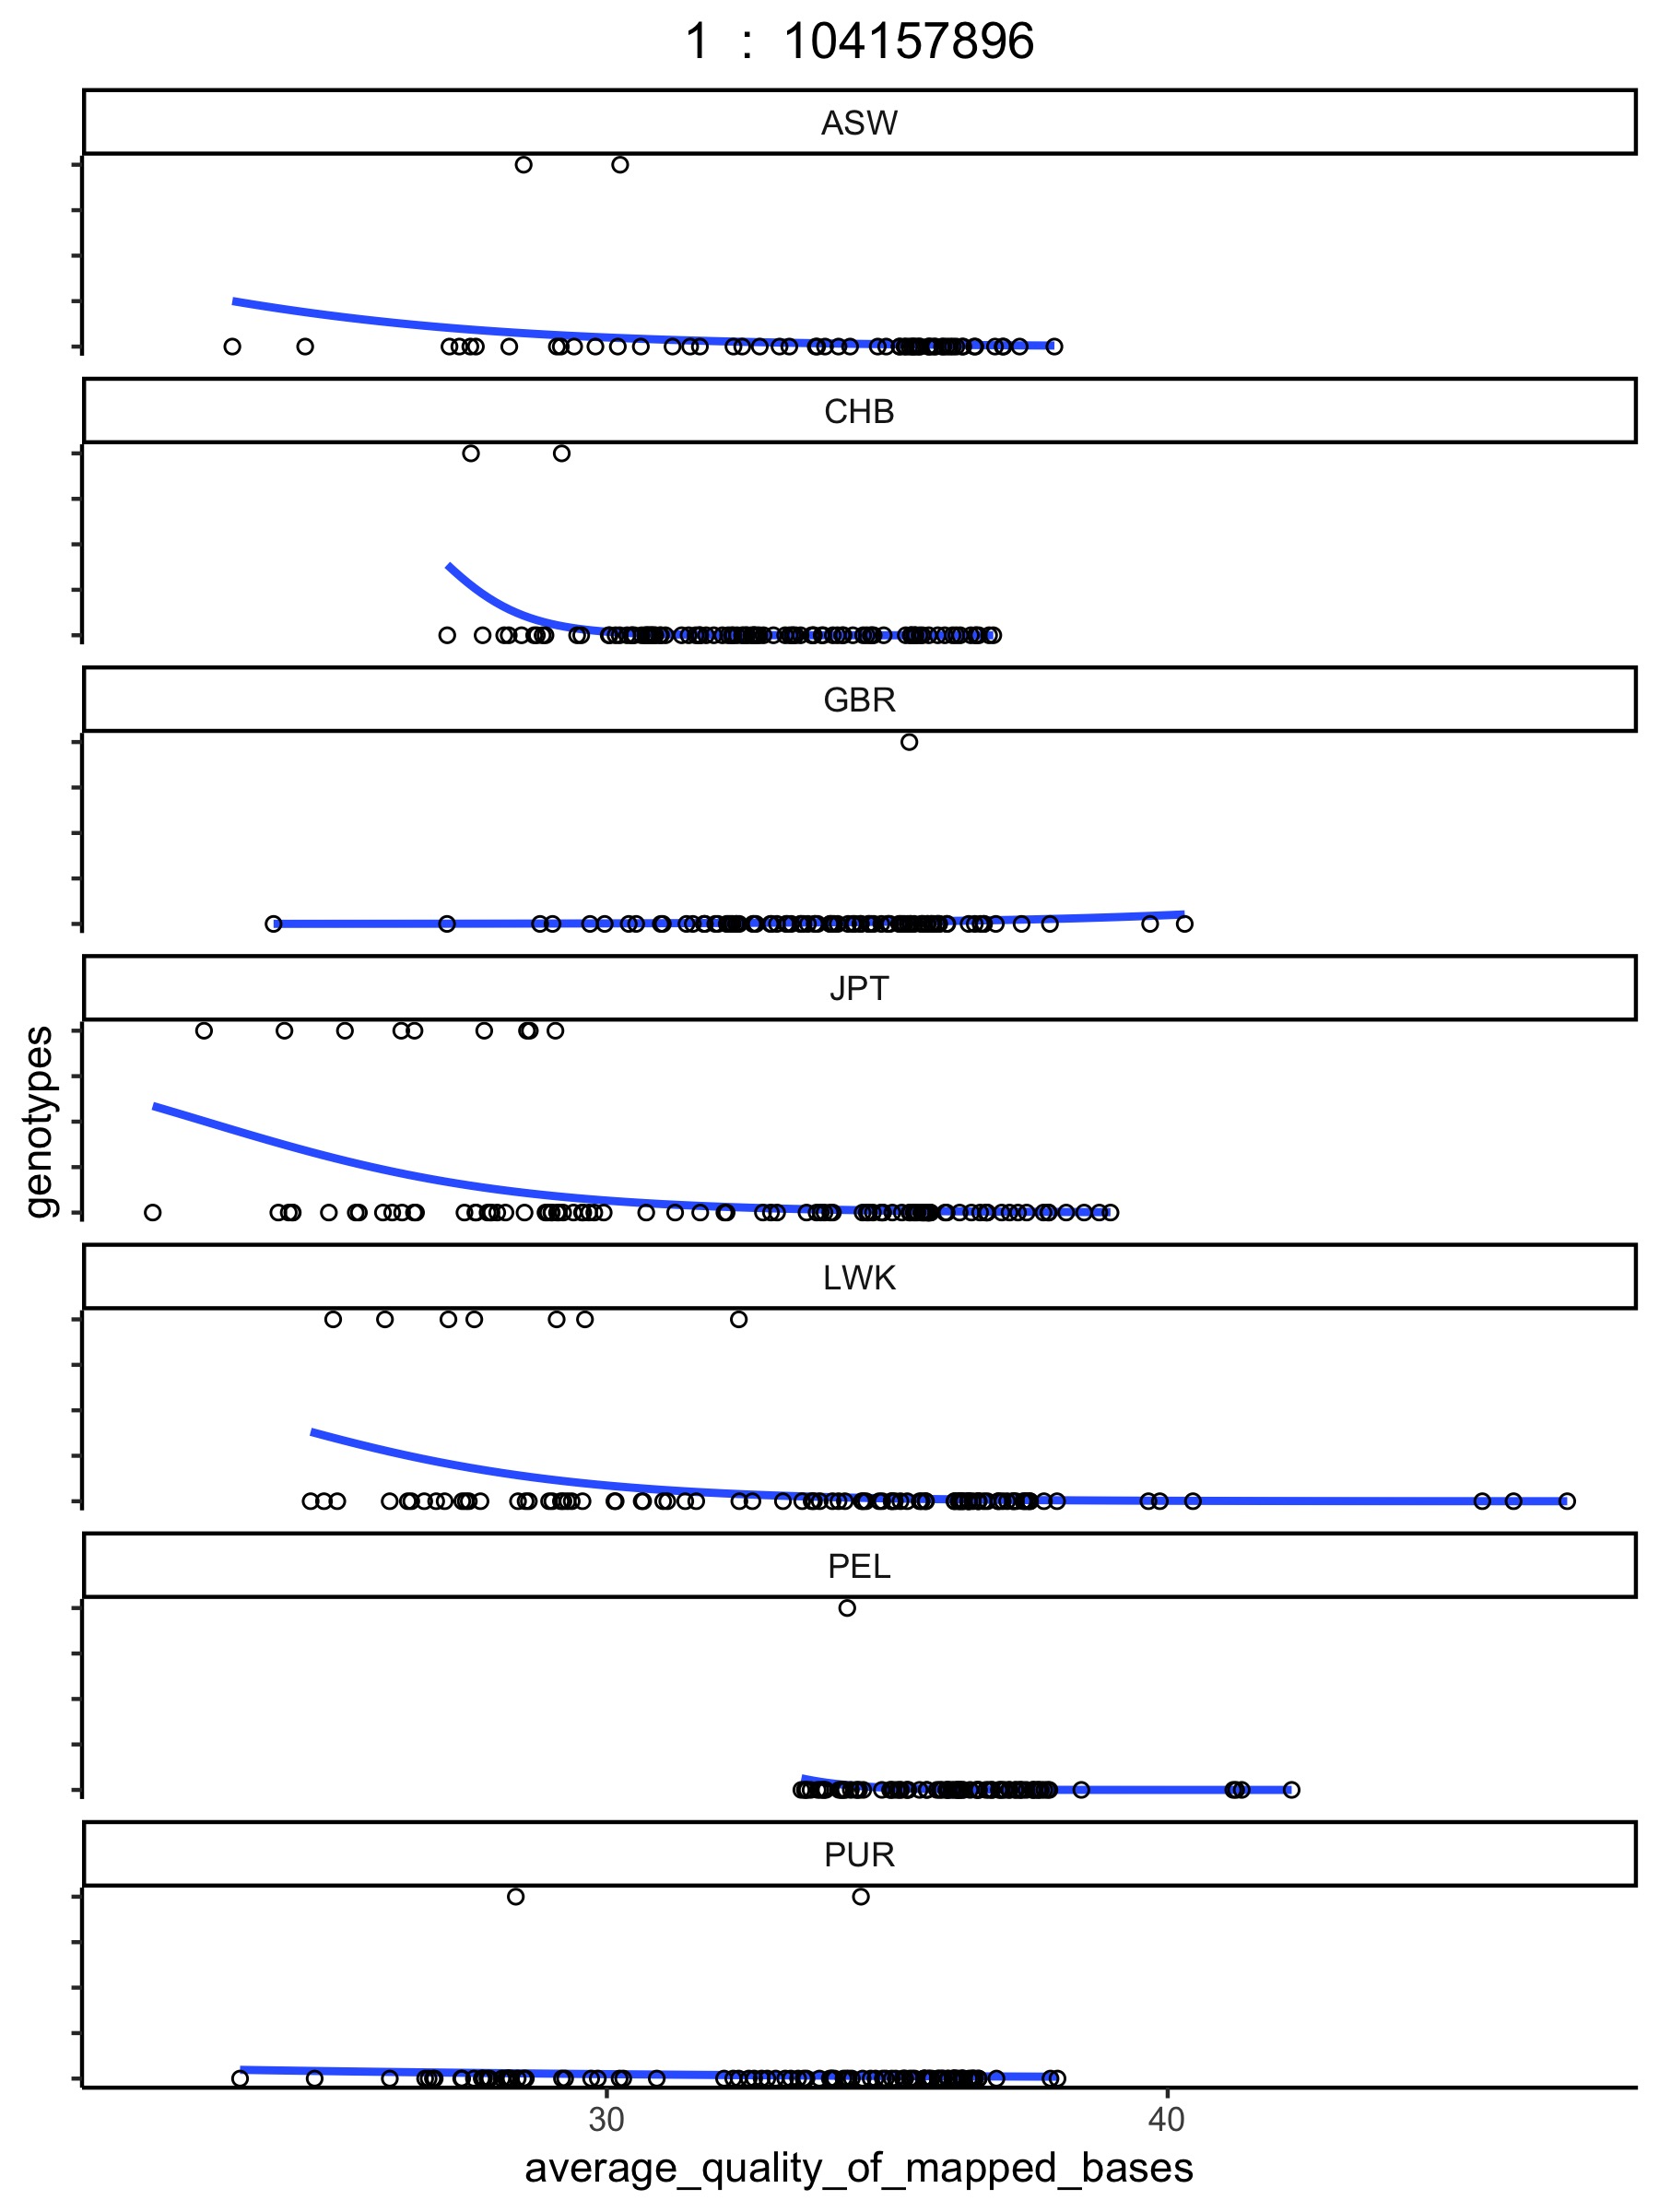 1 : 104157896
ASW
CHB
GBR
JPT
genotypes
LWK
PEL
PUR
30 40
average_quality_of_mapped_bases